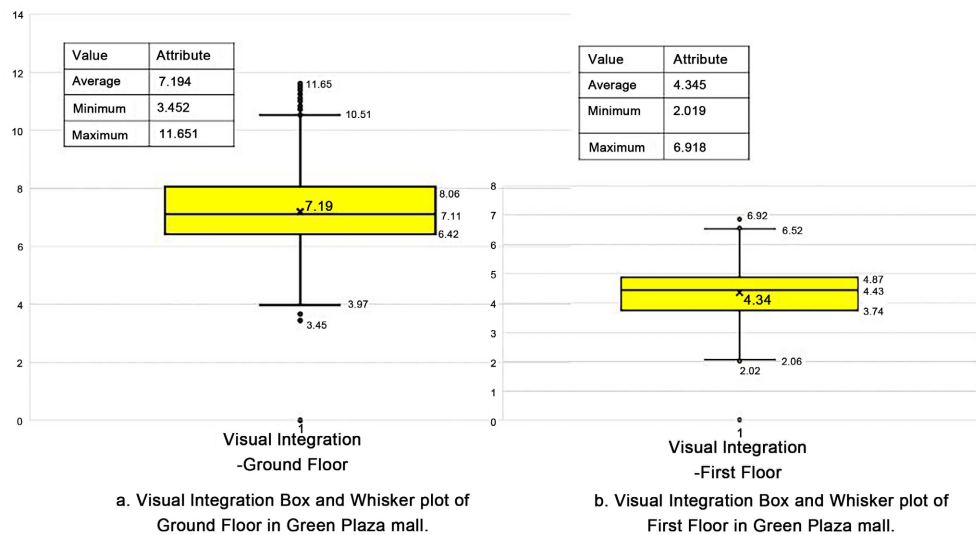 14
12
10
8
6
4
2
0
Value Attribute
Average 7.194
Minimum 3.452
Maximum 11.651
11.65
10.51
8.06
7.19
7.11
6.42
3.97
3.45
1
Visual Integration
-Ground Floor
a. Visual Integration Box and Whisker plot of
Ground Floor in Green Plaza mall.
Value Attribute
Average 4.345
Minimum 2.019
Maximum 6.918
8
7
6
5
4
3
2
1
0
6.92
6.52
4.87
4.43
4.34
3.74
2.06
2.02
1
Visual Integration
-First Floor
b. Visual Integration Box and Whisker plot of
First Floor in Green Plaza mall.